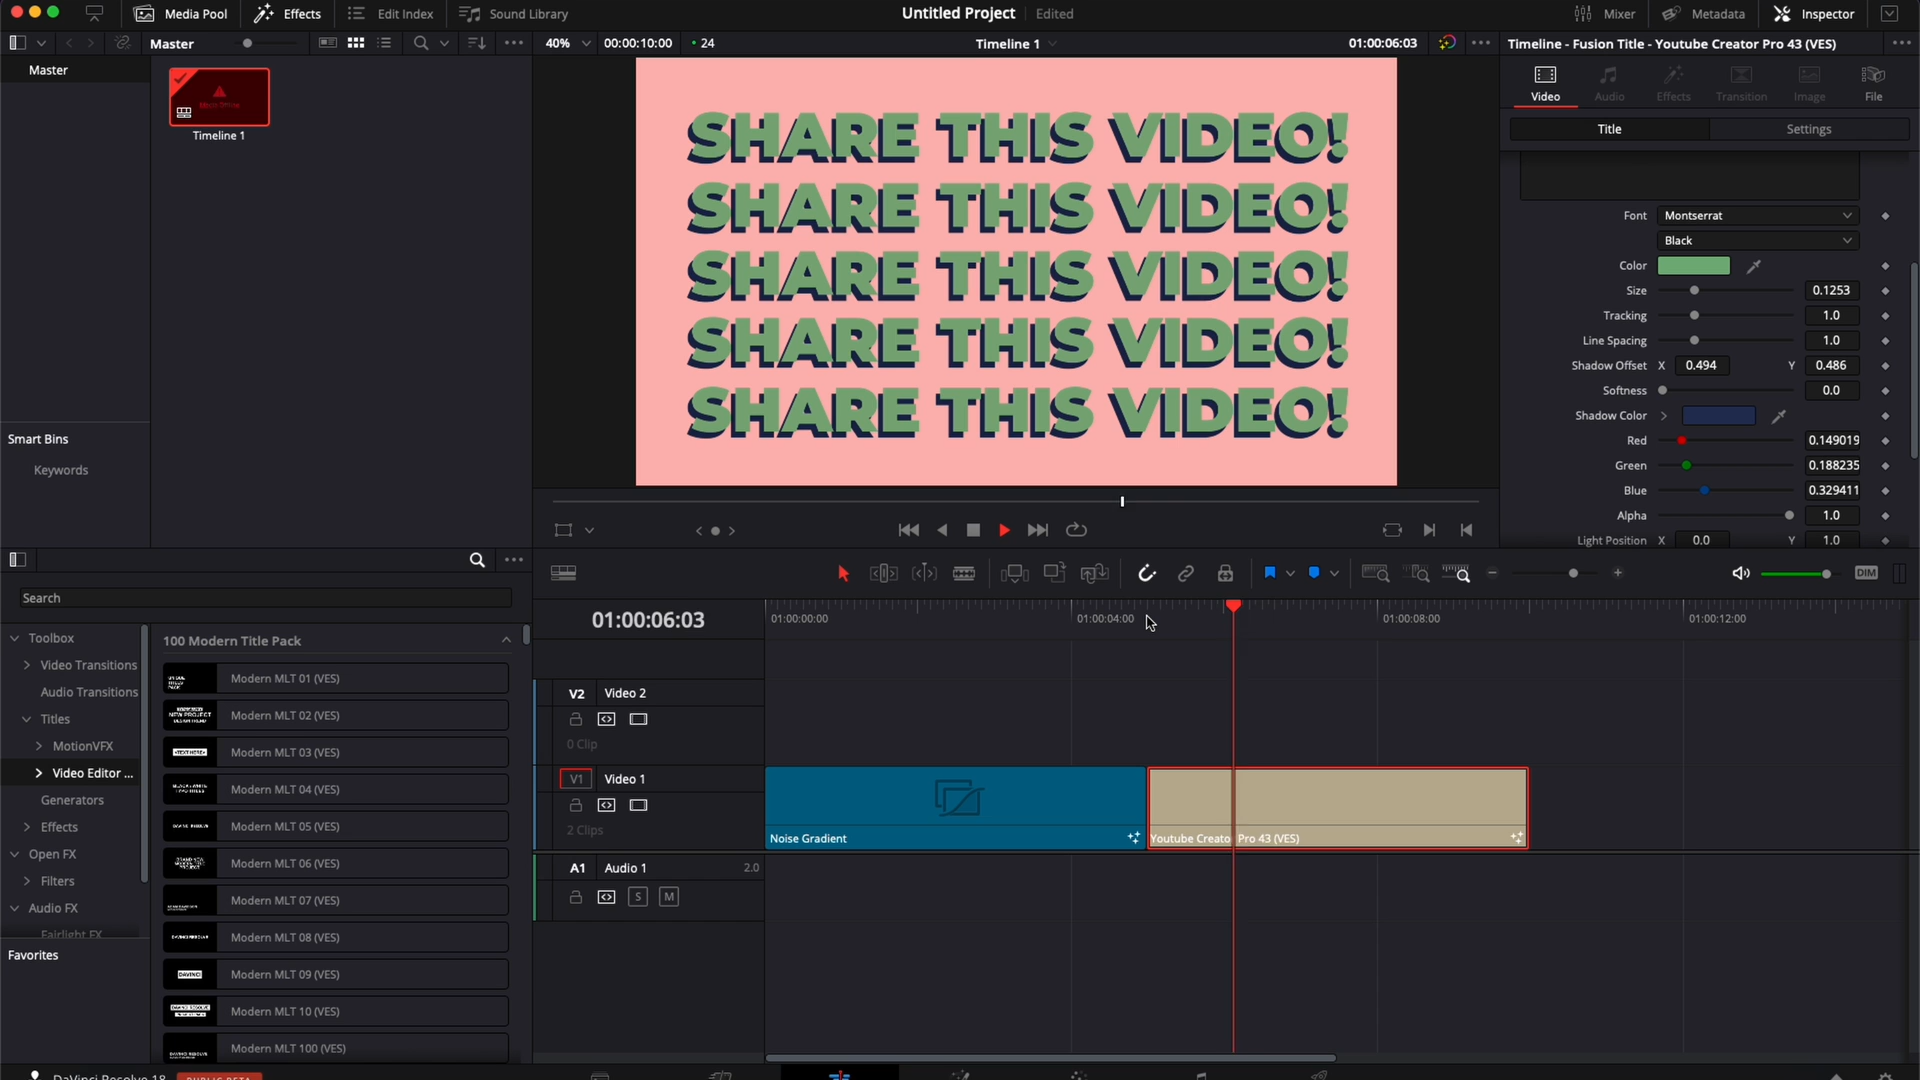 Media Pool
Effects
Edit Index
Sound Library
Untitled Project
Edited
Mixer
Metadata
Inspector
Master
40%
00:00:10:00
24
Timeline 1
01:00:06:03
Timeline - Fusion Title - Youtube Creator Pro 43 (VES)
Master
Timeline 1
Video
Audio
Effects
Transition
Image
File
Title
Settings
SHARE THIS VIDEO!
SHARE THIS VIDEO!
SHARE THIS VIDEO!
SHARE THIS VIDEO!
SHARE THIS VIDEO!
Font
Montserrat
Black
Color
Size
0.1253
Tracking
1.0
Line Spacing
1.0
Shadow Offset X
0.494
Y
0.486
Softness
0.0
Shadow Color
Red
0.149019
Green
0.188235
Blue
0.329411
Alpha
1.0
Light Position X
0.0
Y
1.0
Smart Bins
Keywords
Search
Toolbox
Video Transitions
Audio Transitions
Titles
MotionVFX
Video Editor ...
Generators
Effects
Open FX
Filters
Audio FX
Fairlight FX
Favorites
100 Modern Title Pack
Modern MLT 01 (VES)
Modern MLT 02 (VES)
Modern MLT 03 (VES)
Modern MLT 04 (VES)
Modern MLT 05 (VES)
Modern MLT 06 (VES)
Modern MLT 07 (VES)
Modern MLT 08 (VES)
Modern MLT 09 (VES)
Modern MLT 10 (VES)
Modern MLT 100 (VES)
DIM
01:00:06:03
01:00:00:00
01:00:04:00
01:00:08:00
01:00:12:00
V2
Video 2
0 Clip
V1
Video 1
2 Clips
Noise Gradient
Youtube Creato Pro 43 (VES)
A1
Audio 1
2.0
S
M
DaVinci Resolve 18
PUBLIC BETA